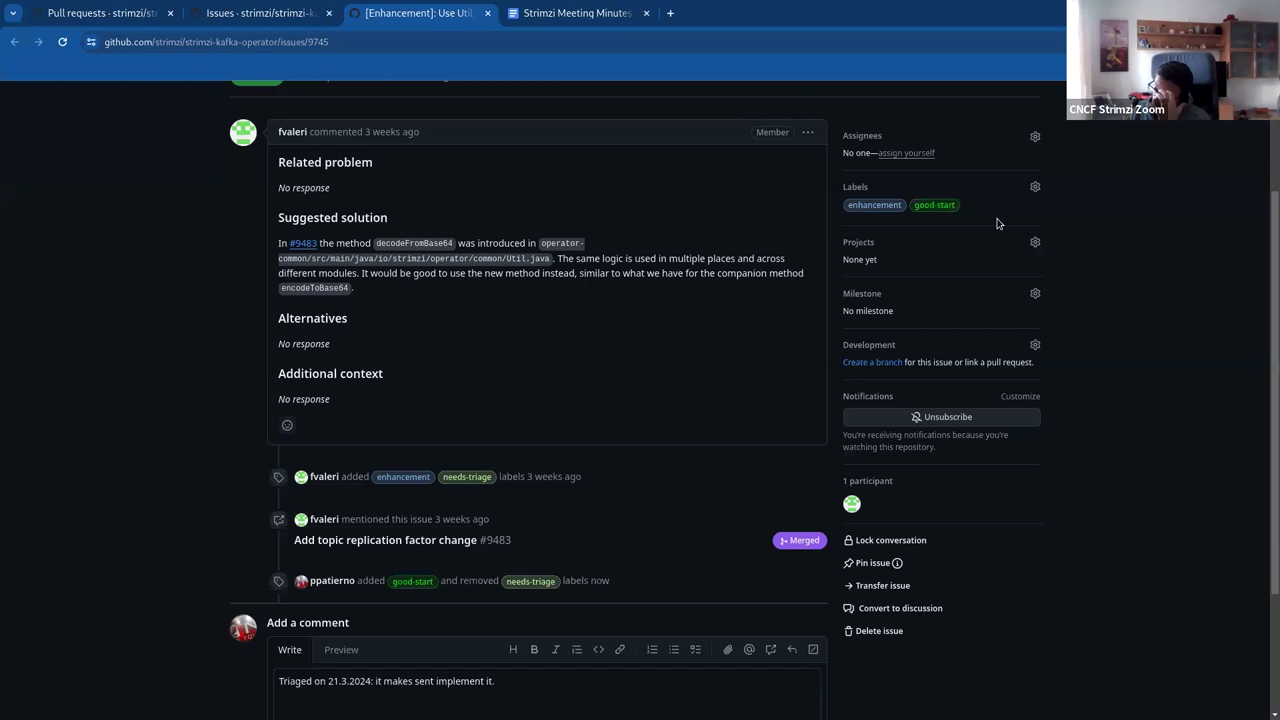 Pull requests · strimzi/str
Issues · strimzi/strimzi-k
[Enhancement]: Use Util.
Strimzi Meeting Minutes
github.com/strimzi/strimzi-kafka-operator/issues/9745
CNCF Strimzi Zoom
fvaleri commented 3 weeks ago
Member
Related problem
No response
Suggested solution
In #9483 the method decodeFromBase64 was introduced in operator-
common/src/main/java/io/strimzi/operator/common/Util.java. The same logic is used in multiple places and across
different modules. It would be good to use the new method instead, similar to what we have for the companion method
encodeToBase64.
Alternatives
No response
Additional context
No response
fvaleri added enhancement needs-triage labels 3 weeks ago
fvaleri mentioned this issue 3 weeks ago
Add topic replication factor change #9483
Merged
ppatierno added good-start and removed needs-triage labels now
Add a comment
Write
Preview
Triaged on 21.3.2024: it makes sent implement it.
Assignees
No one—assign yourself
Labels
enhancement good-start
Projects
None yet
Milestone
No milestone
Development
Create a branch for this issue or link a pull request.
Notifications
Customize
Unsubscribe
You're receiving notifications because you're
watching this repository.
1 participant
Lock conversation
Pin issue
Transfer issue
Convert to discussion
Delete issue